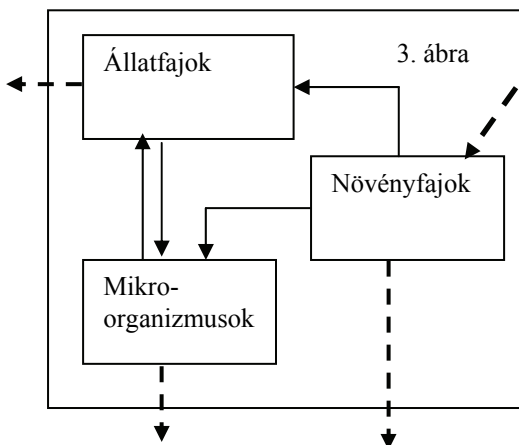 Állatfajok
3. ábra
Növényfajok
Mikro-
organizmusok